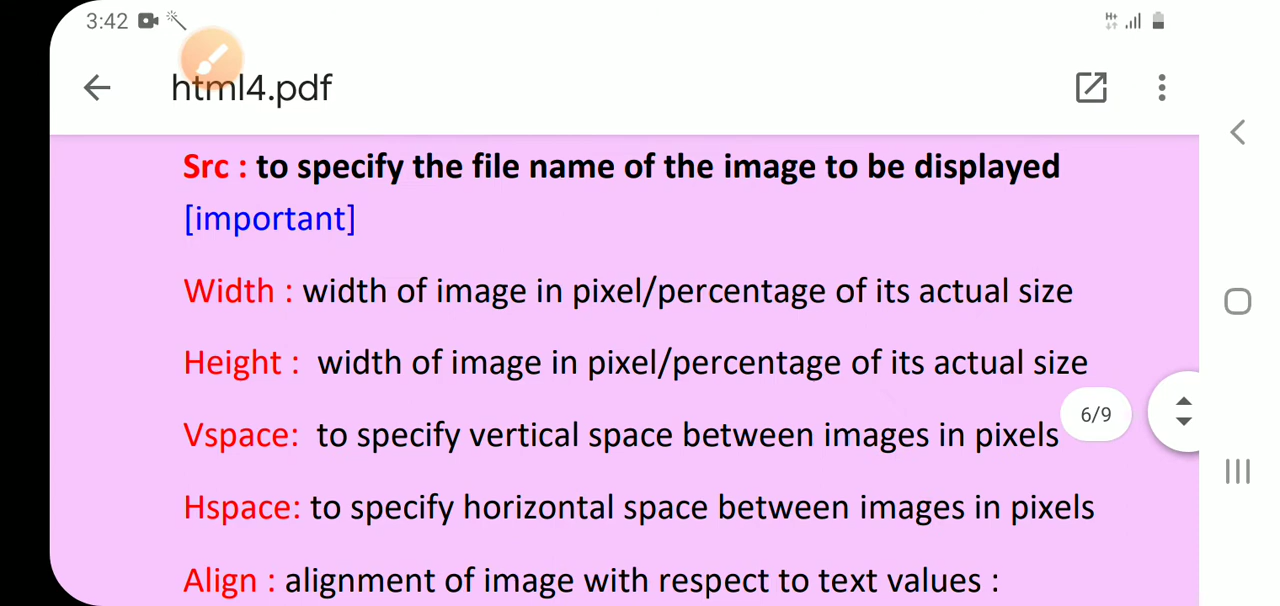 3:42
H+
html4.pdf
Src : to specify the file name of the image to be displayed
[important]
Width : width of image in pixel/percentage of its actual size
Height : width of image in pixel/percentage of its actual size
6/9
Vspace: to specify vertical space between images in pixels
Hspace: to specify horizontal space between images in pixels
Align : alignment of image with respect to text values :